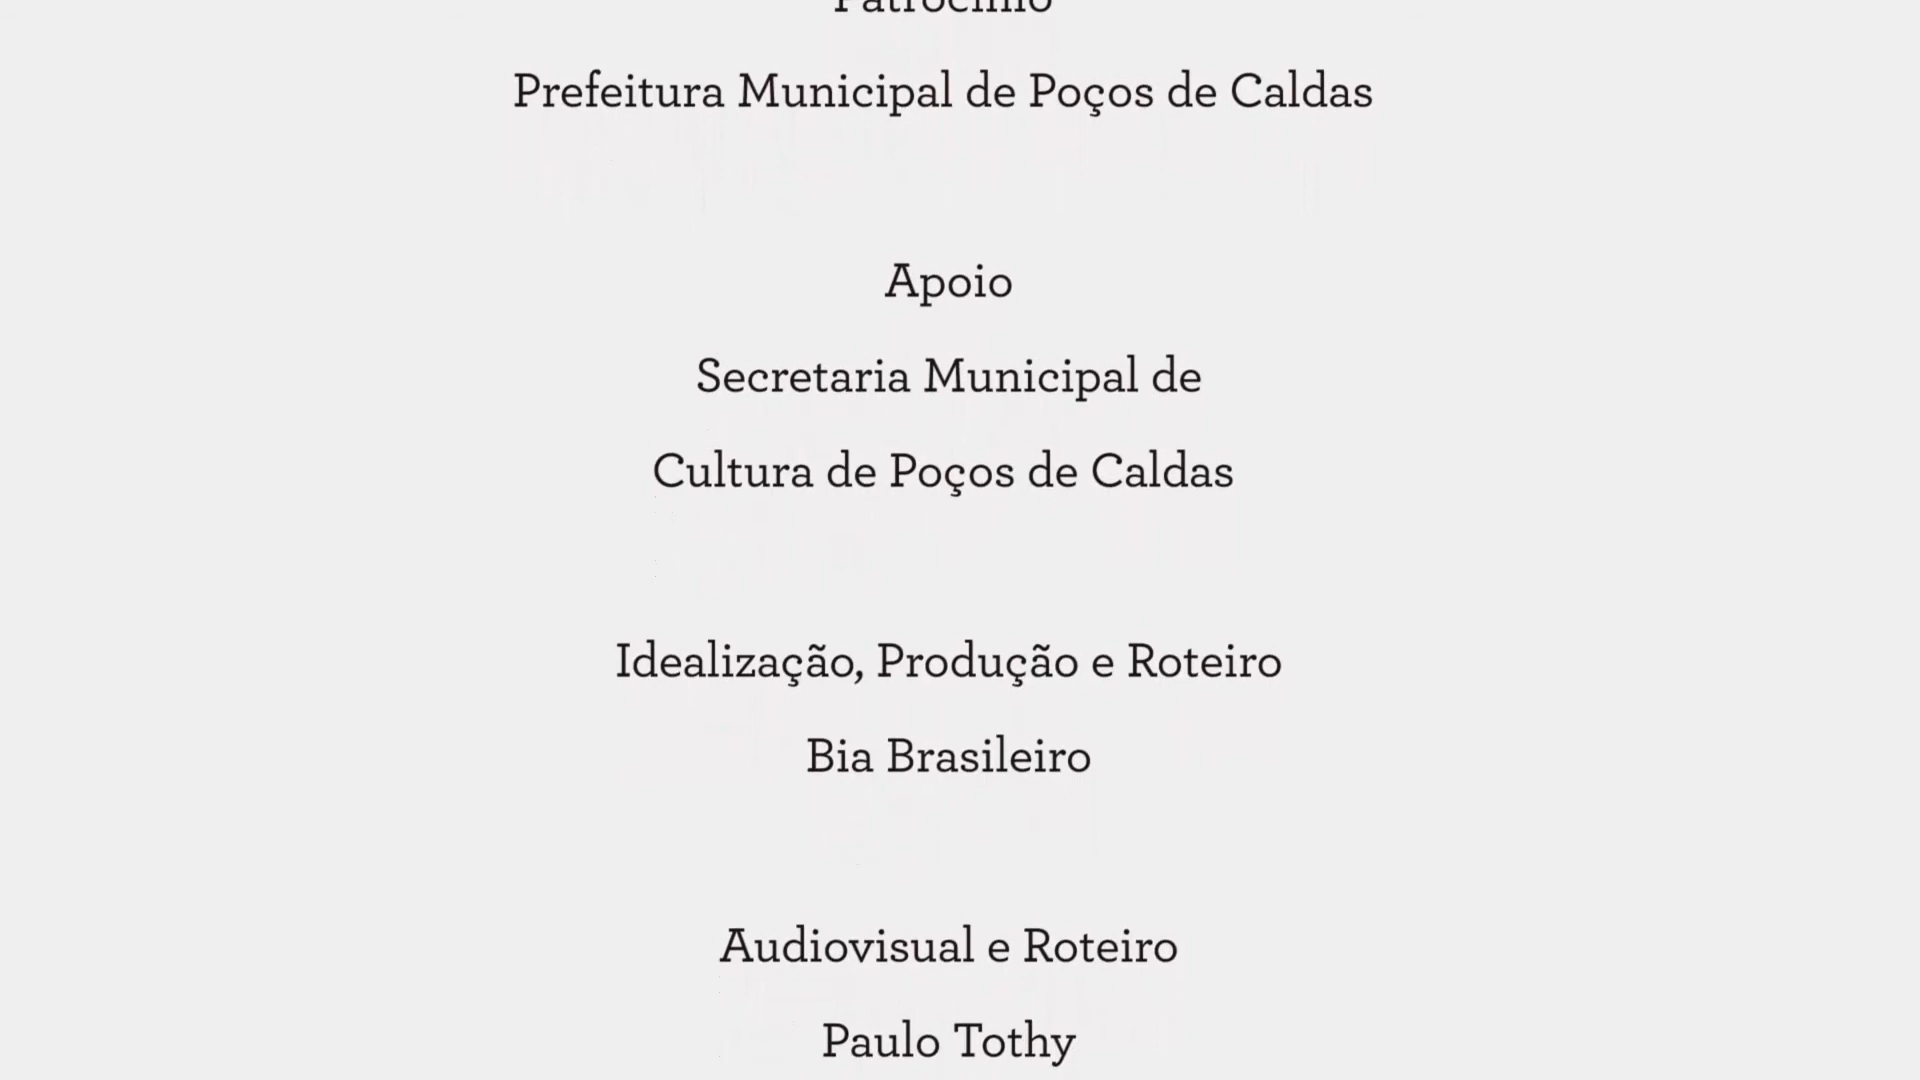 Patrocínio
Prefeitura Municipal de Poços de Caldas
Apoio
Secretaria Municipal de
Cultura de Poços de Caldas
Idealização, Produção e Roteiro
Bia Brasileiro
Audiovisual e Roteiro
Paulo Tothy